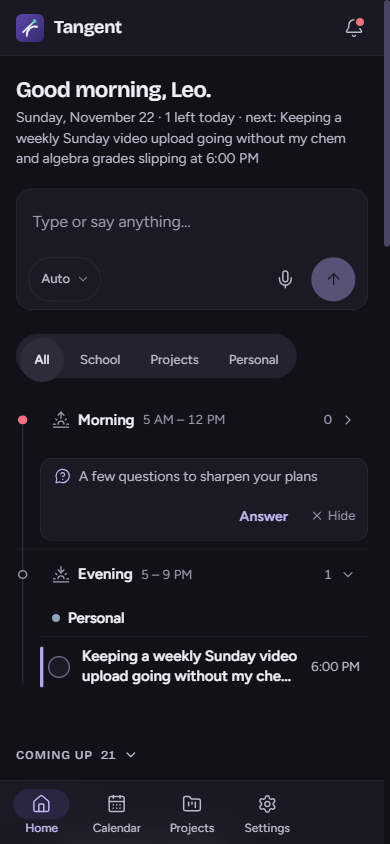 Tangent
Good morning, Leo.
Sunday, November 22 · 1 left today · next: Keeping a
weekly Sunday video upload going without my chem
and algebra grades slipping at 6:00 PM
Type or say anything...
Auto
All School Projects Personal
Morning 5 AM – 12 PM 0
A few questions to sharpen your plans
Answer Hide
Evening 5 – 9 PM 1
Personal
Keeping a weekly Sunday video
upload going without my che...
6:00 PM
COMING UP 21
Home Calendar Projects Settings